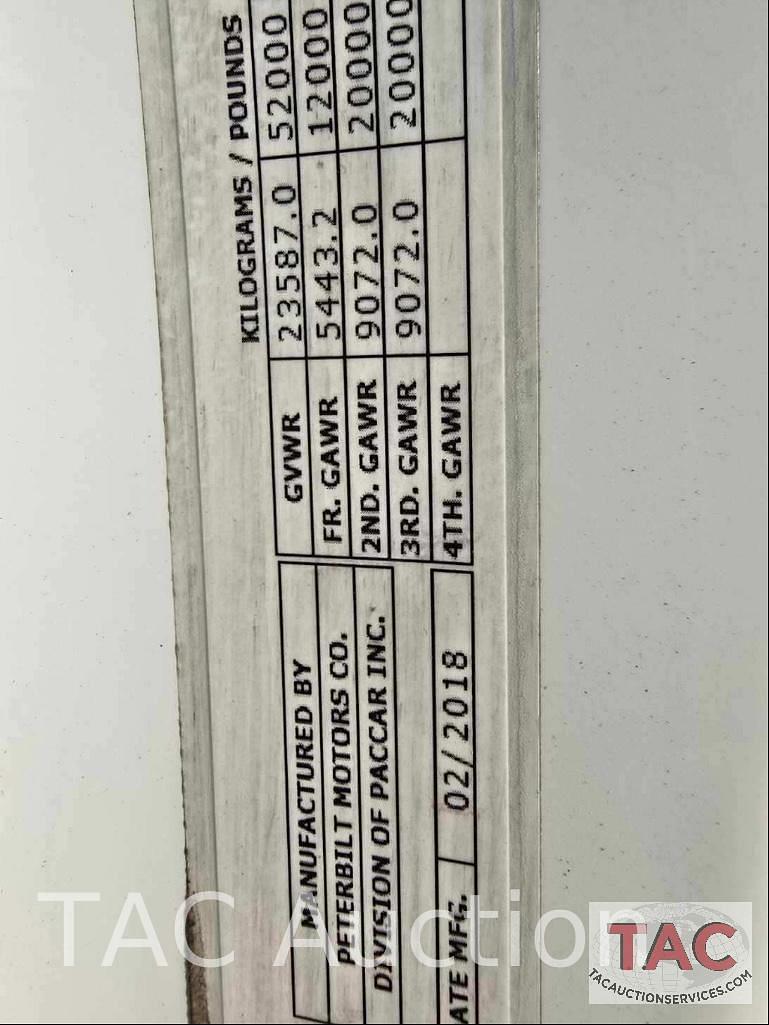 KILOGRAMS / POUNDS
MANUFACTURED BY GVWR 23587.0 52000
PETERBILT MOTORS CO. FR. GAWR 5443.2 12000
DIVISION OF PACCAR INC. 2ND. GAWR 9072.0 20000
3RD. GAWR 9072.0 20000
ATE MFG. 02/2018 4TH. GAWR
TAC Auction
TAC
TACAUCTIONSERVICES.COM